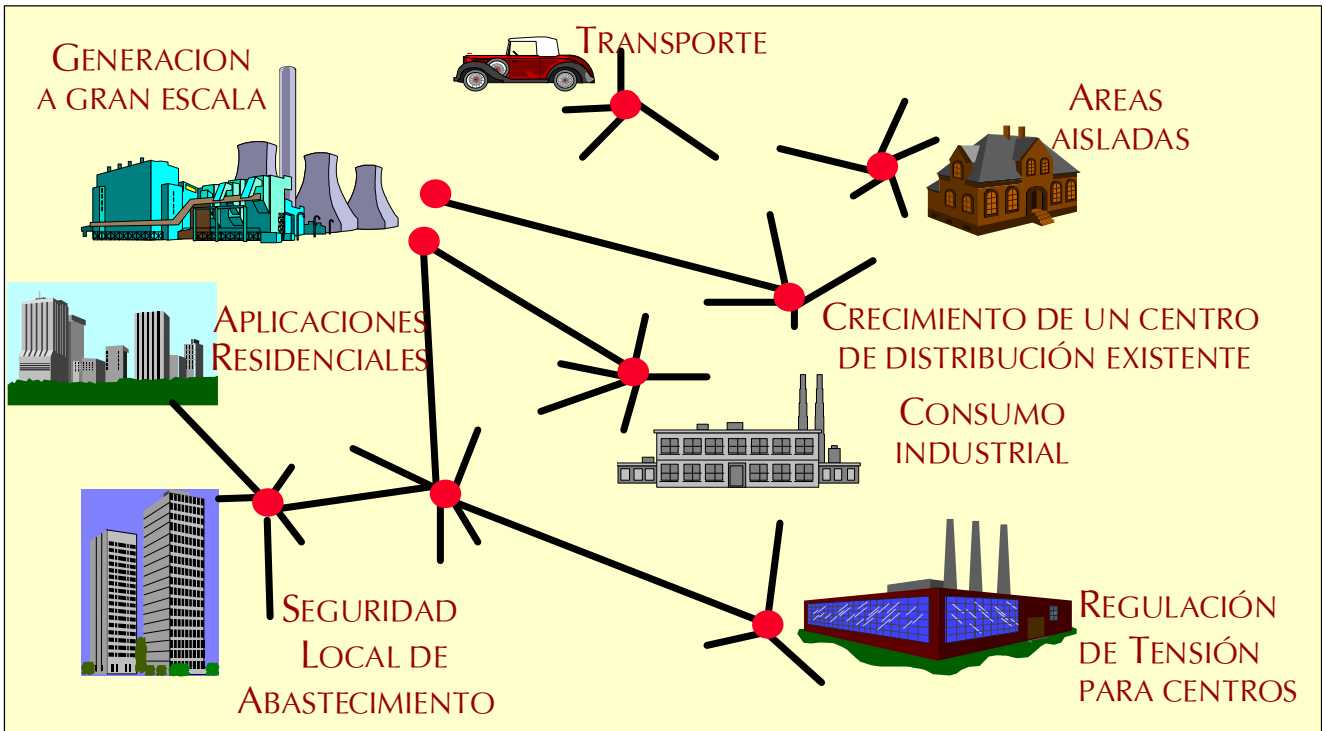 GENERACION
A GRAN ESCALA
TRANSPORTE
AREAS
AISLADAS
APLICACIONES
RESIDENCIALES
CRECIMIENTO DE UN CENTRO
DE DISTRIBUCIÓN EXISTENTE
CONSUMO
INDUSTRIAL
SEGURIDAD
LOCAL DE
ABASTECIMIENTO
REGULACIÓN
DE TENSIÓN
PARA CENTROS